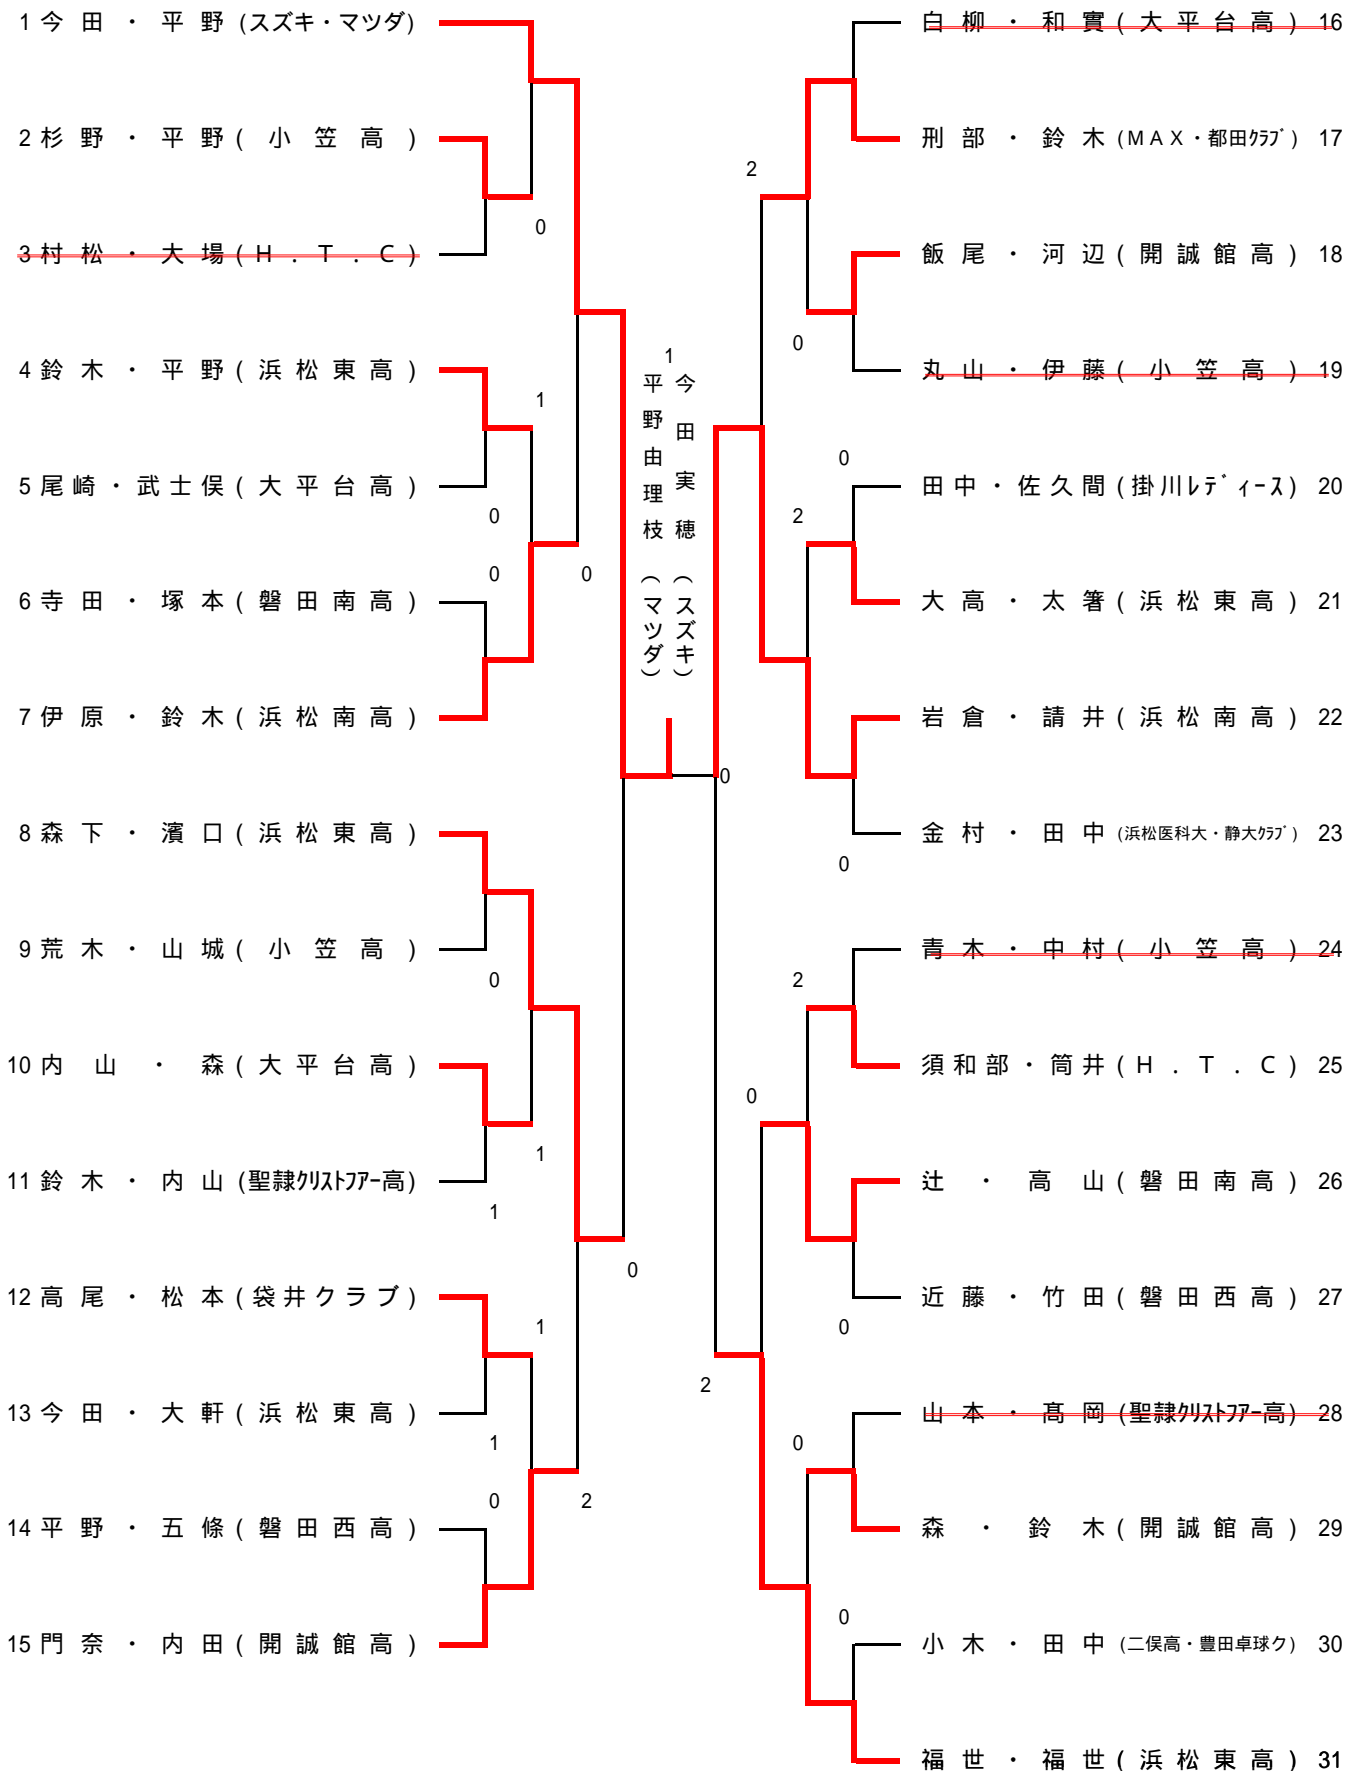 1 今田・平野 (スズキ・マツダ)
2 杉野・平野 (小笠高)
3 村松・大場 (H.T.C)
4 鈴木・平野 (浜松東高)
5 尾崎・武士俣 (大平台高)
6 寺田・塚本 (磐田南高)
7 伊原・鈴木 (浜松南高)
8 森下・濱口 (浜松東高)
9 荒木・山城 (小笠高)
10 内山・森 (大平台高)
11 鈴木・内山 (聖隷クリストファー高)
12 高尾・松本 (袋井クラブ)
13 今田・大軒 (浜松東高)
14 平野・五條 (磐田西高)
15 門奈・内田 (開誠館高)
0
1
0
0
0
0
1
1
0
1
1
0
2
1
今田実穂 (スズキ)
平野由理枝 (マツダ)
0
2
0
0
2
0
2
0
0
2
0
0
白柳・和實 (大平台高) 16
刑部・鈴木 (MAX・都田クラブ) 17
飯尾・河辺 (開誠館高) 18
丸山・伊藤 (小笠高) 19
田中・佐久間 (掛川レディース) 20
大高・太箸 (浜松東高) 21
岩倉・請井 (浜松南高) 22
金村・田中 (浜松医科大・静大クラブ) 23
青木・中村 (小笠高) 24
須和部・筒井 (H.T.C) 25
辻・高山 (磐田南高) 26
近藤・竹田 (磐田西高) 27
山本・髙岡 (聖隷クリストファー高) 28
森・鈴木 (開誠館高) 29
小木・田中 (二俣高・豊田卓球ク) 30
福世・福世 (浜松東高) 31